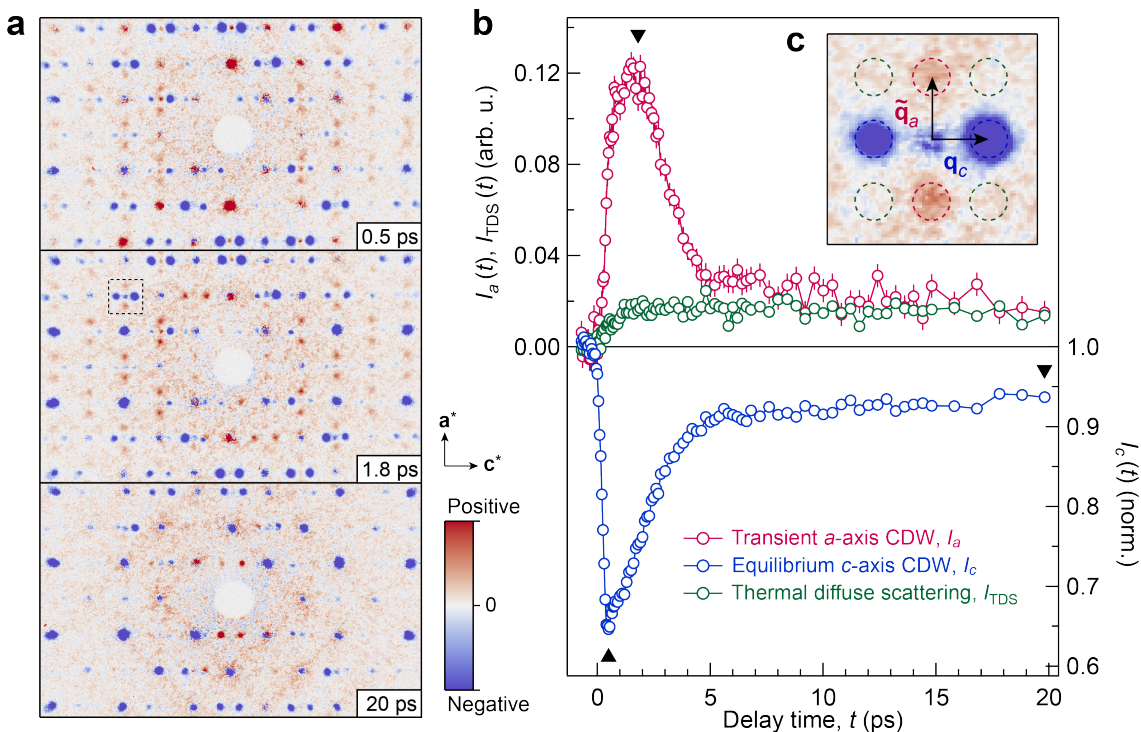 a
0.5 ps
1.8 ps
20 ps
a*
c*
Positive
0
Negative
b
I_a (t), I_TDS (t) (arb. u.)
0.12
0.08
0.04
0.00
c
q̃_a
q_c
1.0
0.9
0.8
0.7
0.6
I_c (t) (norm.)
Transient a-axis CDW, I_a
Equilibrium c-axis CDW, I_c
Thermal diffuse scattering, I_TDS
0 5 10 15 20
Delay time, t (ps)